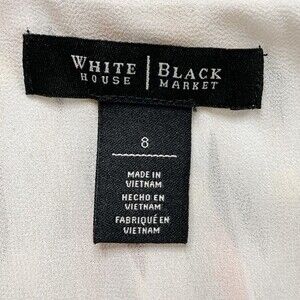 WHITE HOUSE | BLACK MARKET
8
MADE IN
VIETNAM
HECHO EN
VIETNAM
FABRIQUÉ EN
VIETNAM